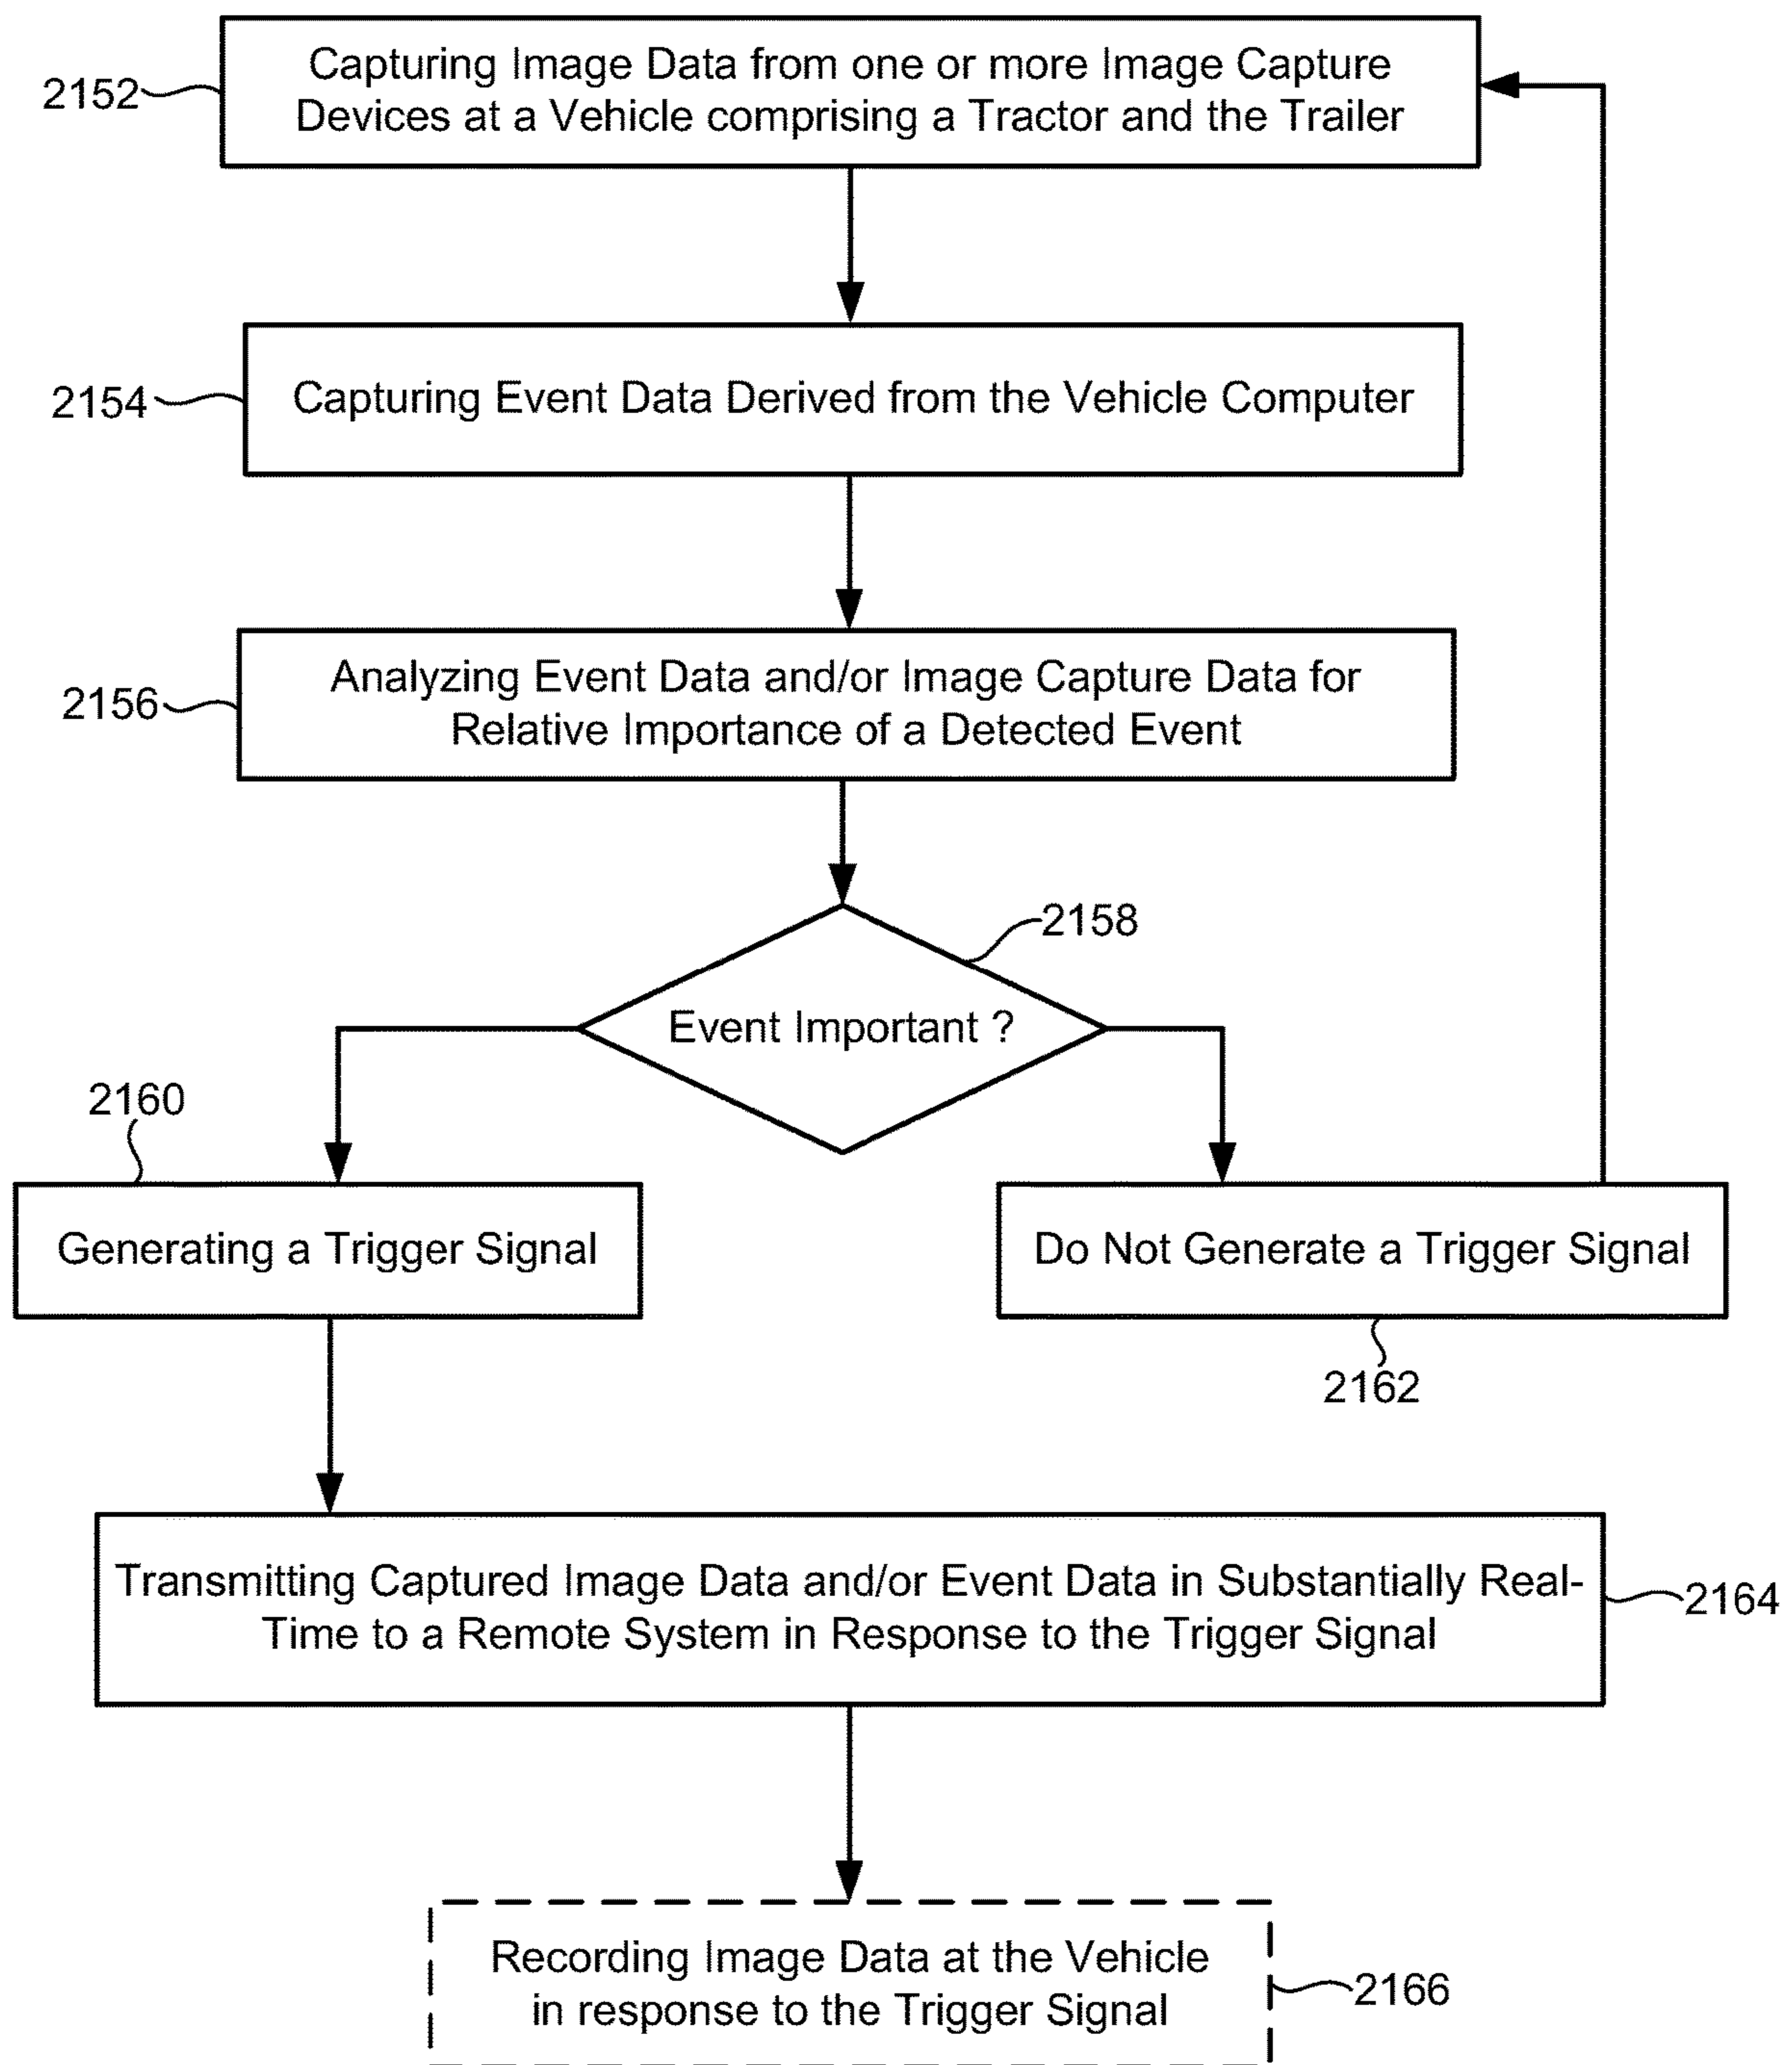 Capturing Image Data from one or more Image Capture
Devices at a Vehicle comprising a Tractor and the Trailer
2152
Capturing Event Data Derived from the Vehicle Computer
2154
Analyzing Event Data and/or Image Capture Data for
Relative Importance of a Detected Event
2156
2158
Event Important ?
2160
Generating a Trigger Signal
Do Not Generate a Trigger Signal
2162
Transmitting Captured Image Data and/or Event Data in Substantially Real-
Time to a Remote System in Response to the Trigger Signal
2164
Recording Image Data at the Vehicle
in response to the Trigger Signal
2166